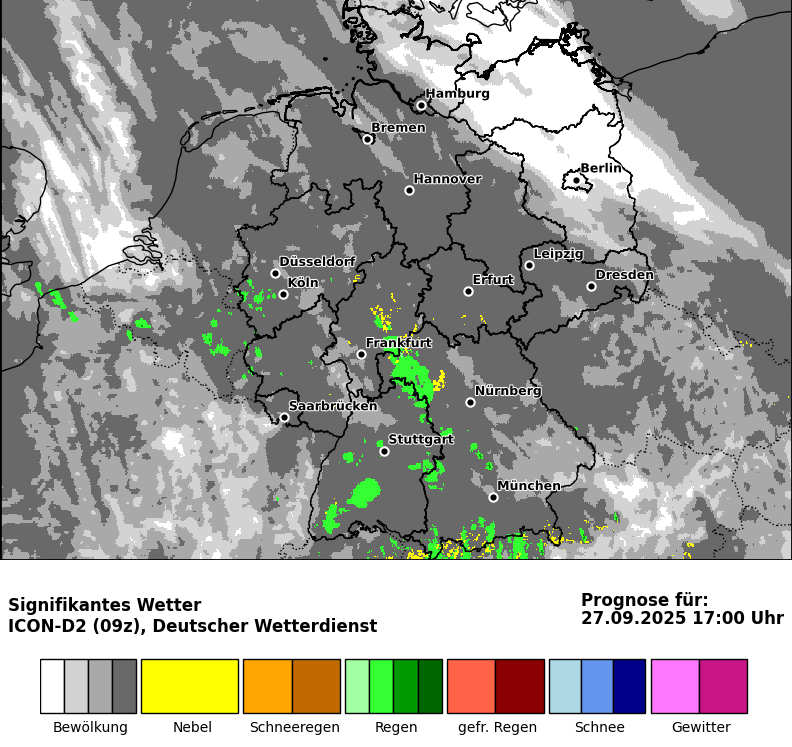 Hamburg
Bremen
Berlin
Hannover
Leipzig
Düsseldorf
Dresden
Köln
Erfurt
Frankfurt
Nürnberg
Saarbrücken
Stuttgart
München
Signifikantes Wetter
ICON-D2 (09z), Deutscher Wetterdienst
Prognose für:
27.09.2025 17:00 Uhr
Bewölkung
Nebel
Schneeregen
Regen
gefr. Regen
Schnee
Gewitter